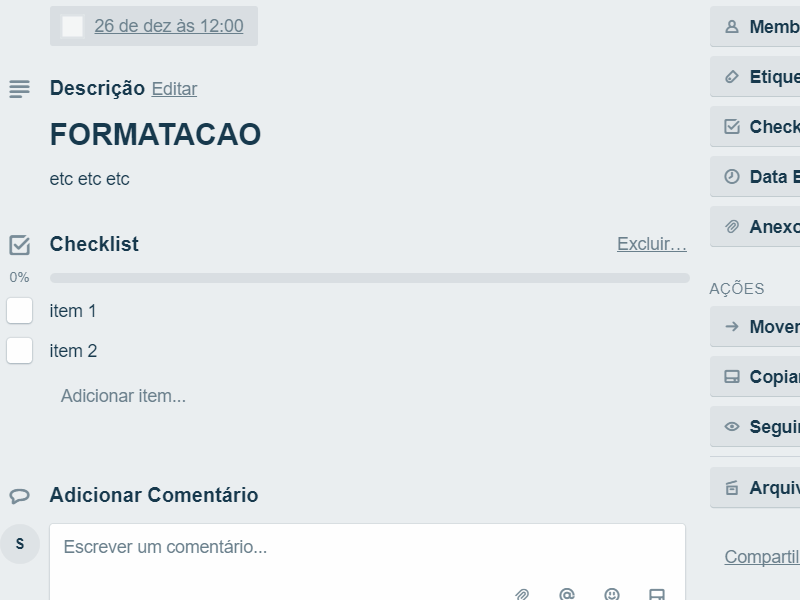 26 de dez às 12:00
Descrição Editar
FORMATACAO
etc etc etc
Checklist Excluir…
0%
item 1
item 2
Adicionar item...
Adicionar Comentário
S
Escrever um comentário...
Memb
Etique
Check
Data E
Anexo
AÇÕES
Mover
Copiar
Seguir
Arquiv
Compartil